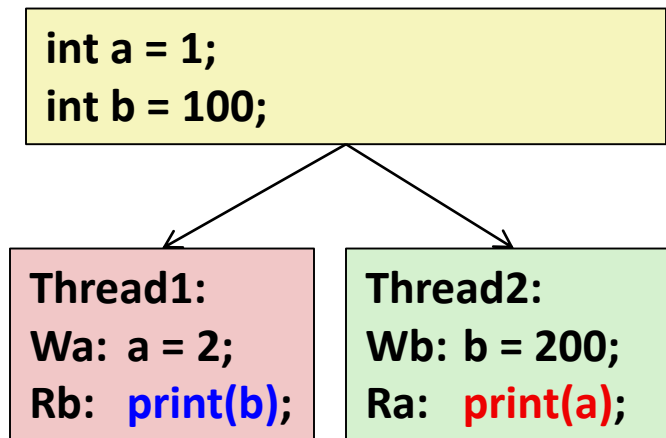 int a = 1;
int b = 100;
Thread1:
Wa: a = 2;
Rb: print(b);
Thread2:
Wb: b = 200;
Ra: print(a);